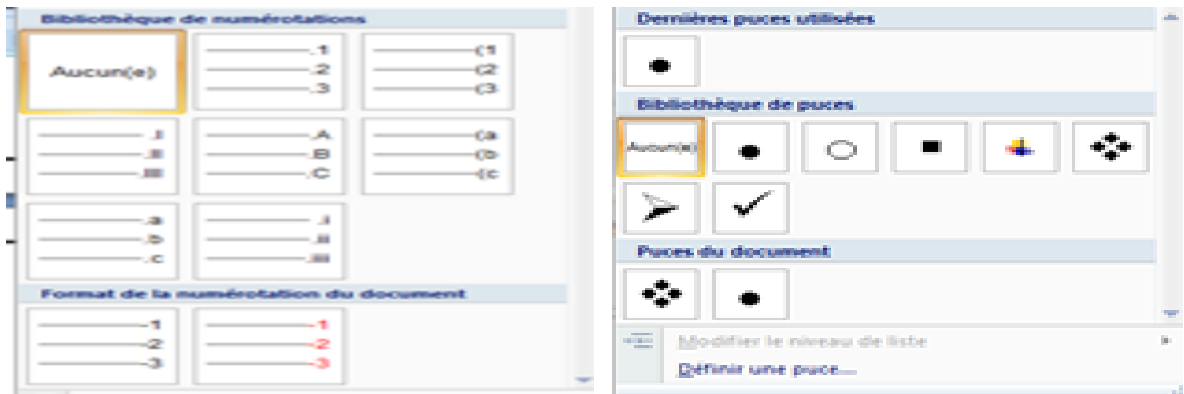 Bibliothèque de numérotations
Aucun(e)
.1
.2
.3
(1
(2
(3
.I
.II
.III
.A
.B
.C
(a
(b
(c
.a
.b
.c
.i
.ii
.iii
Format de la numérotation du document
-1
-2
-3
-1
-2
-3
Dernières puces utilisées
Bibliothèque de puces
Aucun(e)
Puces du document
Modifier le niveau de liste
Définir une puce...